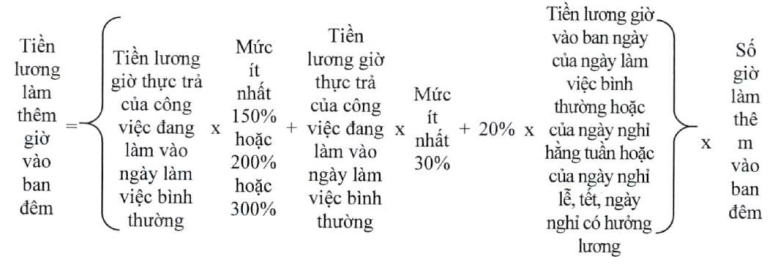 Tiền
lương
làm
thêm
giờ
vào
ban
đêm
=
Tiền lương
giờ thực trả
của công
việc đang
làm vào
ngày làm
việc bình
thường
x
Mức
ít
nhất
150%
hoặc
200%
hoặc
300%
+
Tiền
lương giờ
thực trả
của công
việc đang
làm vào
ngày làm
việc bình
thường
x
Mức
ít
nhất
30%
+ 20% x
Tiền lương giờ
vào ban ngày
của ngày làm
việc bình
thường hoặc
của ngày nghỉ
hằng tuần hoặc
của ngày nghỉ
lễ, tết, ngày
nghỉ có hưởng
lương
x
Số
giờ
làm
thê
m
vào
ban
đêm